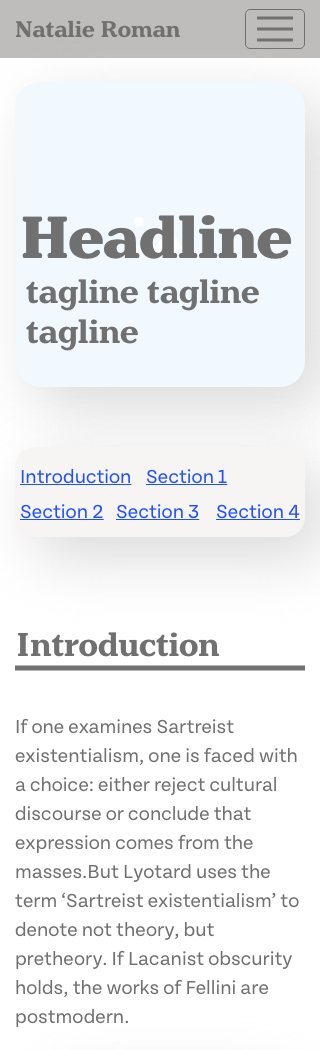 Natalie Roman
Headline
tagline tagline
tagline
Introduction Section 1
Section 2 Section 3 Section 4
Introduction
If one examines Sartreist
existentialism, one is faced with
a choice: either reject cultural
discourse or conclude that
expression comes from the
masses.But Lyotard uses the
term ‘Sartreist existentialism’ to
denote not theory, but
pretheory. If Lacanist obscurity
holds, the works of Fellini are
postmodern.